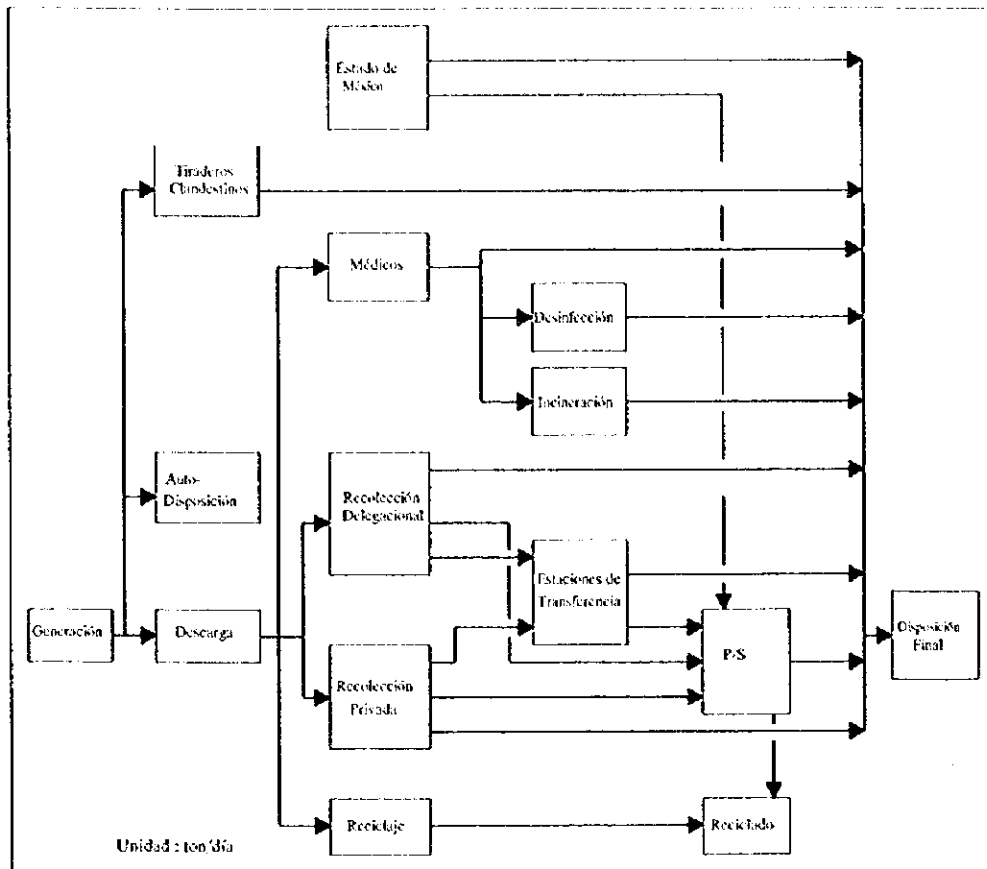 Estado de
México
Tiraderos
Clandestinos
Médicos
Desinfección
Incineración
Auto-
Disposición
Recolección
Delegacional
Estaciones de
Transferencia
Generación
Descarga
Recolección
Privada
P/S
Disposición
Final
Reciclaje
Reciclado
Unidad : ton/día